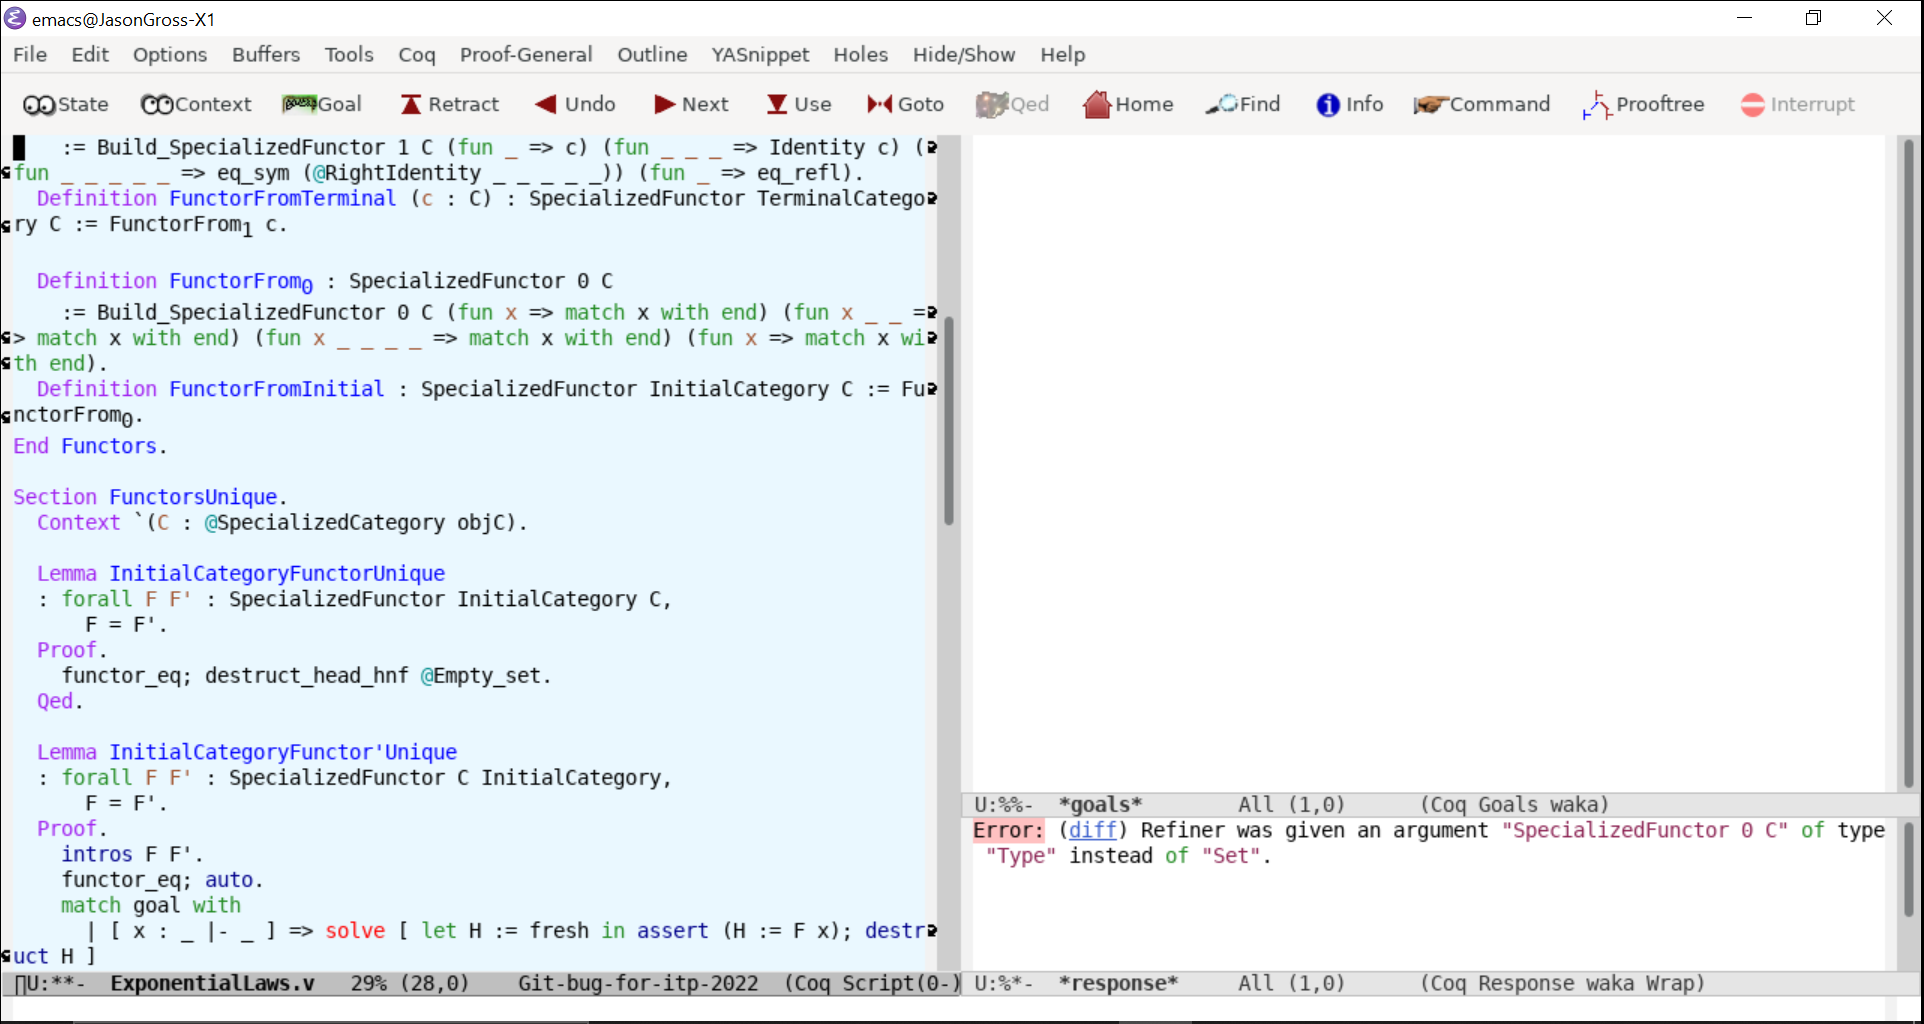 emacs@JasonGross-X1
File Edit Options Buffers Tools Coq Proof-General Outline YASnippet Holes Hide/Show Help
State Context Goal Retract Undo Next Use Goto Qed Home Find Info Command Prooftree Interrupt
:= Build_SpecializedFunctor 1 C (fun _ => c) (fun _ _ _ => Identity c) (
fun _ _ _ _ _ => eq_sym (@RightIdentity _ _ _ _ _)) (fun _ => eq_refl).
Definition FunctorFromTerminal (c : C) : SpecializedFunctor TerminalCatego
ry C := FunctorFrom₁ c.
Definition FunctorFrom₀ : SpecializedFunctor 0 C
:= Build_SpecializedFunctor 0 C (fun x => match x with end) (fun x _ _ =
> match x with end) (fun x _ _ _ _ => match x with end) (fun x => match x wi
th end).
Definition FunctorFromInitial : SpecializedFunctor InitialCategory C := Fu
nctorFrom₀.
End Functors.
Section FunctorsUnique.
Context `(C : @SpecializedCategory objC).
Lemma InitialCategoryFunctorUnique
: forall F F' : SpecializedFunctor InitialCategory C,
F = F'.
Proof.
functor_eq; destruct_head_hnf @Empty_set.
Qed.
Lemma InitialCategoryFunctor'Unique
: forall F F' : SpecializedFunctor C InitialCategory,
F = F'.
Proof.
intros F F'.
functor_eq; auto.
match goal with
| [ x : _ |- _ ] => solve [ let H := fresh in assert (H := F x); destr
uct H ]
U:**- ExponentialLaws.v 29% (28,0) Git-bug-for-itp-2022 (Coq Script(0-)
U:%%- *goals* All (1,0) (Coq Goals waka)
Error: (diff) Refiner was given an argument "SpecializedFunctor 0 C" of type
"Type" instead of "Set".
U:%*- *response* All (1,0) (Coq Response waka Wrap)